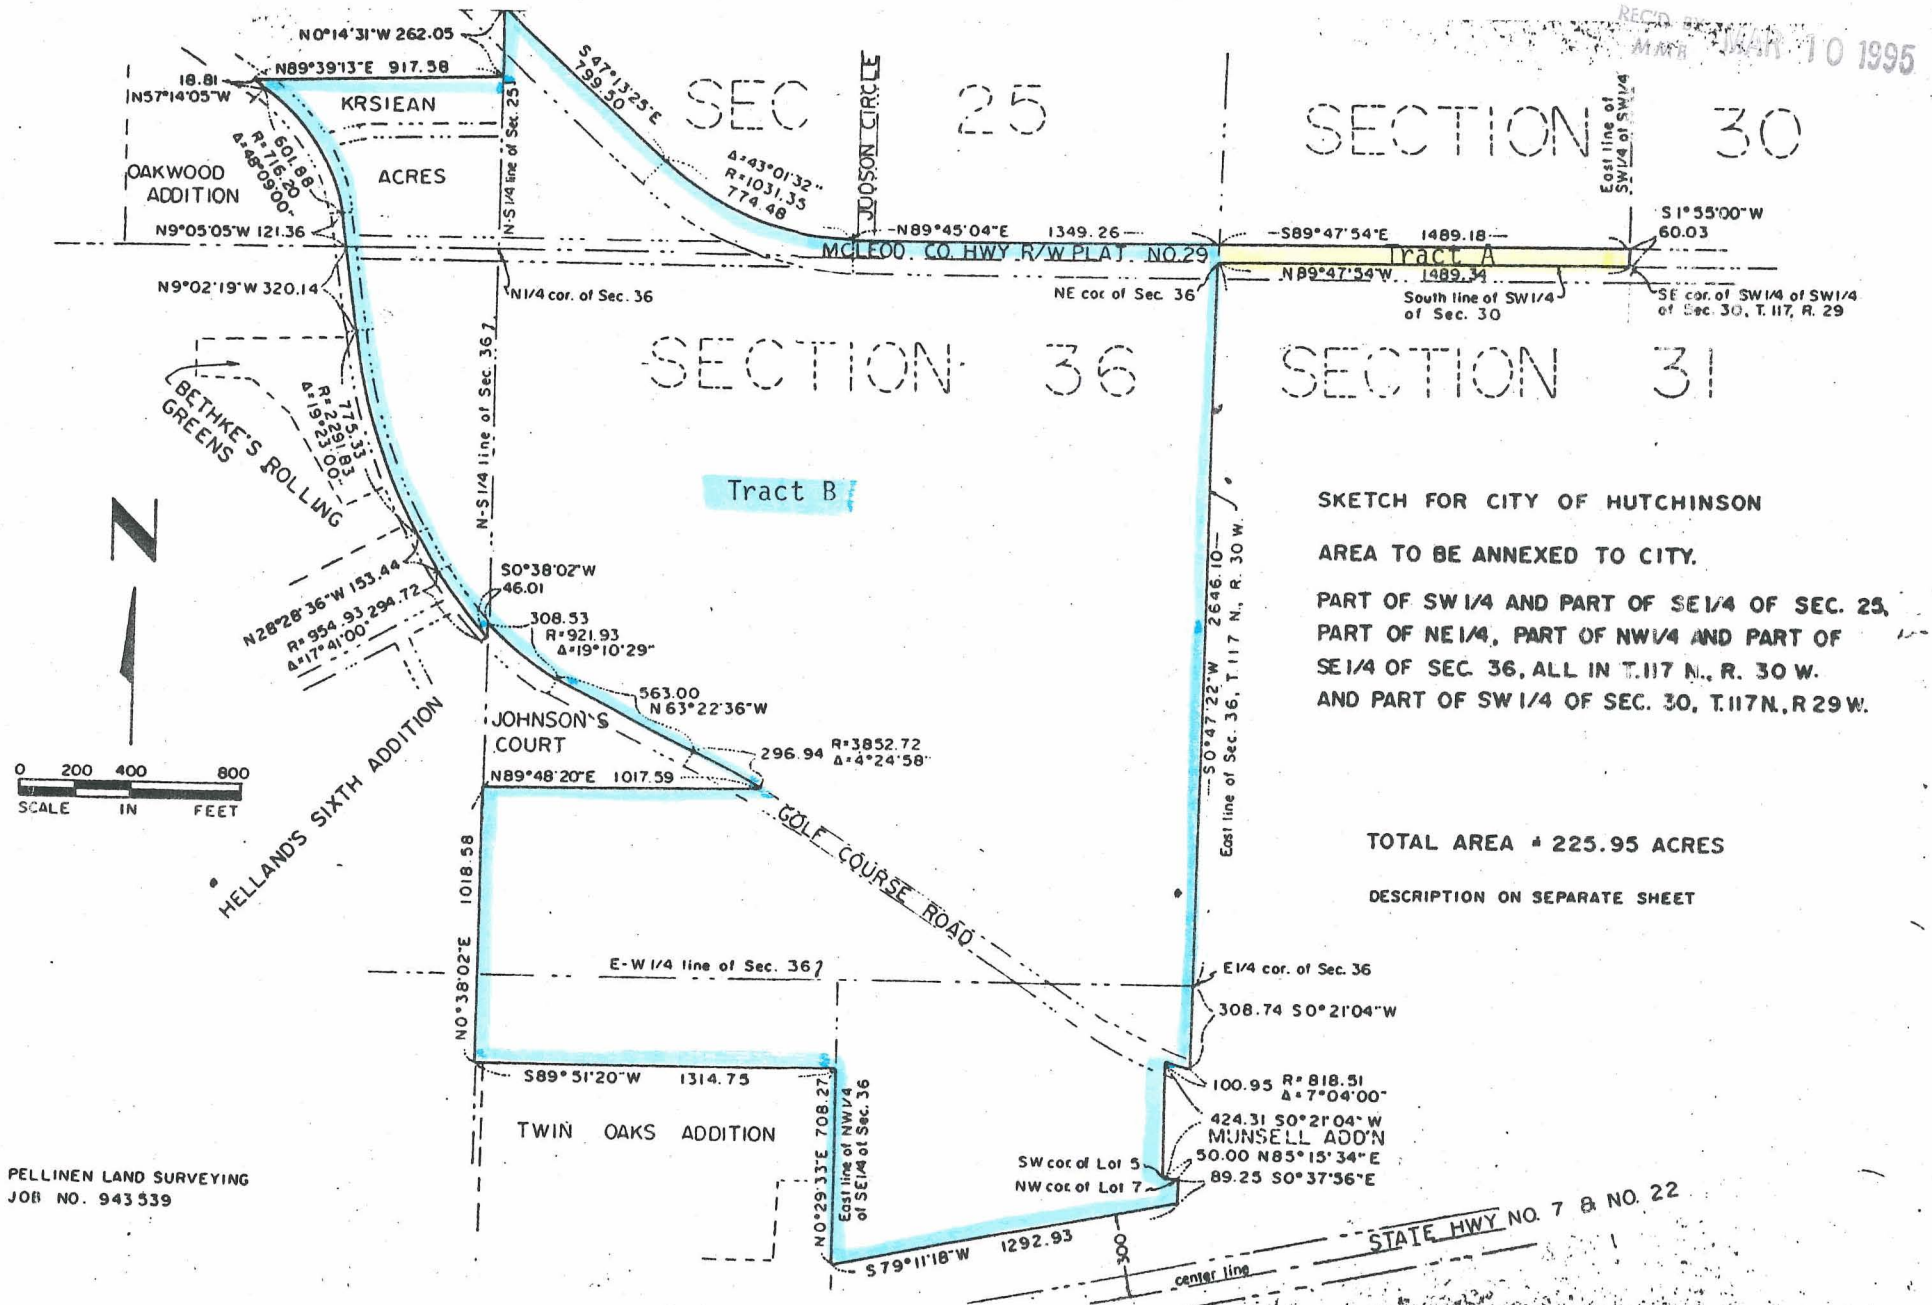 REC'D BY
MMB MAR 10 1995
N0°14'31"W 262.05
N89°39'13"E 917.58
18.81
N57°14'05"W
KRSIEAN
ACRES
601.88
R=716.20
Δ=48°09'00"
OAKWOOD
ADDITION
N9°05'05"W 121.36
N-S 1/4 line of Sec. 25
S47°13'25"E
799.50
SEC 25
JUDSON CIRCLE
Δ=43°01'32"
R=1031.35
774.48
SECTION 30
East line of
SW1/4 of SW1/4
S1°55'00"W
60.03
N89°45'04"E 1349.26
S89°47'54"E 1489.18
MCLEOD CO. HWY R/W PLAT NO.29
Tract A
N89°47'54"W 1489.34
N9°02'19"W 320.14
N1/4 cor. of Sec. 36
NE cor of Sec. 36
South line of SW1/4
of Sec. 30
SE cor. of SW1/4 of SW1/4
of Sec. 30, T. 117, R. 29
SECTION 36
SECTION 31
N-S 1/4 line of Sec. 36
BETHKE'S ROLLING
GREENS
775.33
R=2291.83
Δ=19°23'00"
Tract B
N
SKETCH FOR CITY OF HUTCHINSON
AREA TO BE ANNEXED TO CITY.
PART OF SW 1/4 AND PART OF SE1/4 OF SEC. 25,
PART OF NE1/4, PART OF NW1/4 AND PART OF
SE1/4 OF SEC. 36, ALL IN T.117 N., R. 30 W.
AND PART OF SW 1/4 OF SEC. 30, T.117N.,R 29W.
N28°28'36"W 153.44
R=954.93 294.72
Δ=17°41'00"
S0°38'02"W
46.01
308.53
R=921.93
Δ=19°10'29"
563.00
N63°22'36"W
S0°47'22"W 2646.10
East line of Sec. 36, T.117 N., R. 30 W.
JOHNSON'S
COURT
296.94 R=3852.72
Δ=4°24'58"
N89°48'20"E 1017.59
0 200 400 800
SCALE IN FEET
HELLAND'S SIXTH ADDITION
GOLF COURSE ROAD
TOTAL AREA = 225.95 ACRES
DESCRIPTION ON SEPARATE SHEET
N0°38'02"E 1018.58
E-W 1/4 line of Sec. 36
E1/4 cor. of Sec. 36
308.74 S0°21'04"W
S89°51'20"W 1314.75
100.95 R=818.51
Δ=7°04'00"
424.31 S0°21'04"W
MUNSELL ADD'N
50.00 N85°15'34"E
89.25 S0°37'56"E
TWIN OAKS ADDITION
N0°29'33"E 708.27
East line of NW1/4
of SE1/4 of Sec. 36
SW cor. of Lot 5
NW cor. of Lot 7
PELLINEN LAND SURVEYING
JOB NO. 943539
S79°11'18"W 1292.93
300
STATE HWY NO. 7 & NO. 22
center line